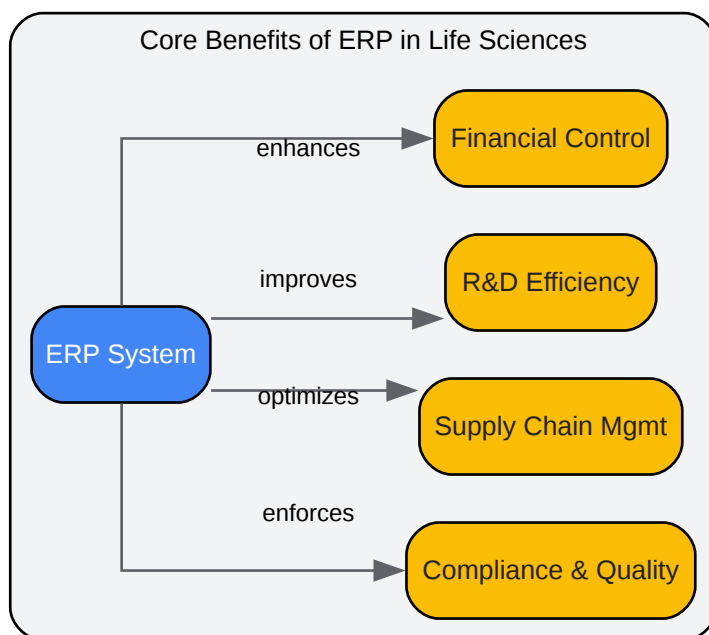 Core Benefits of ERP in Life Sciences
enhances
Financial Control
improves
R&D Efficiency
ERP System
optimizes
Supply Chain Mgmt
enforces
Compliance & Quality